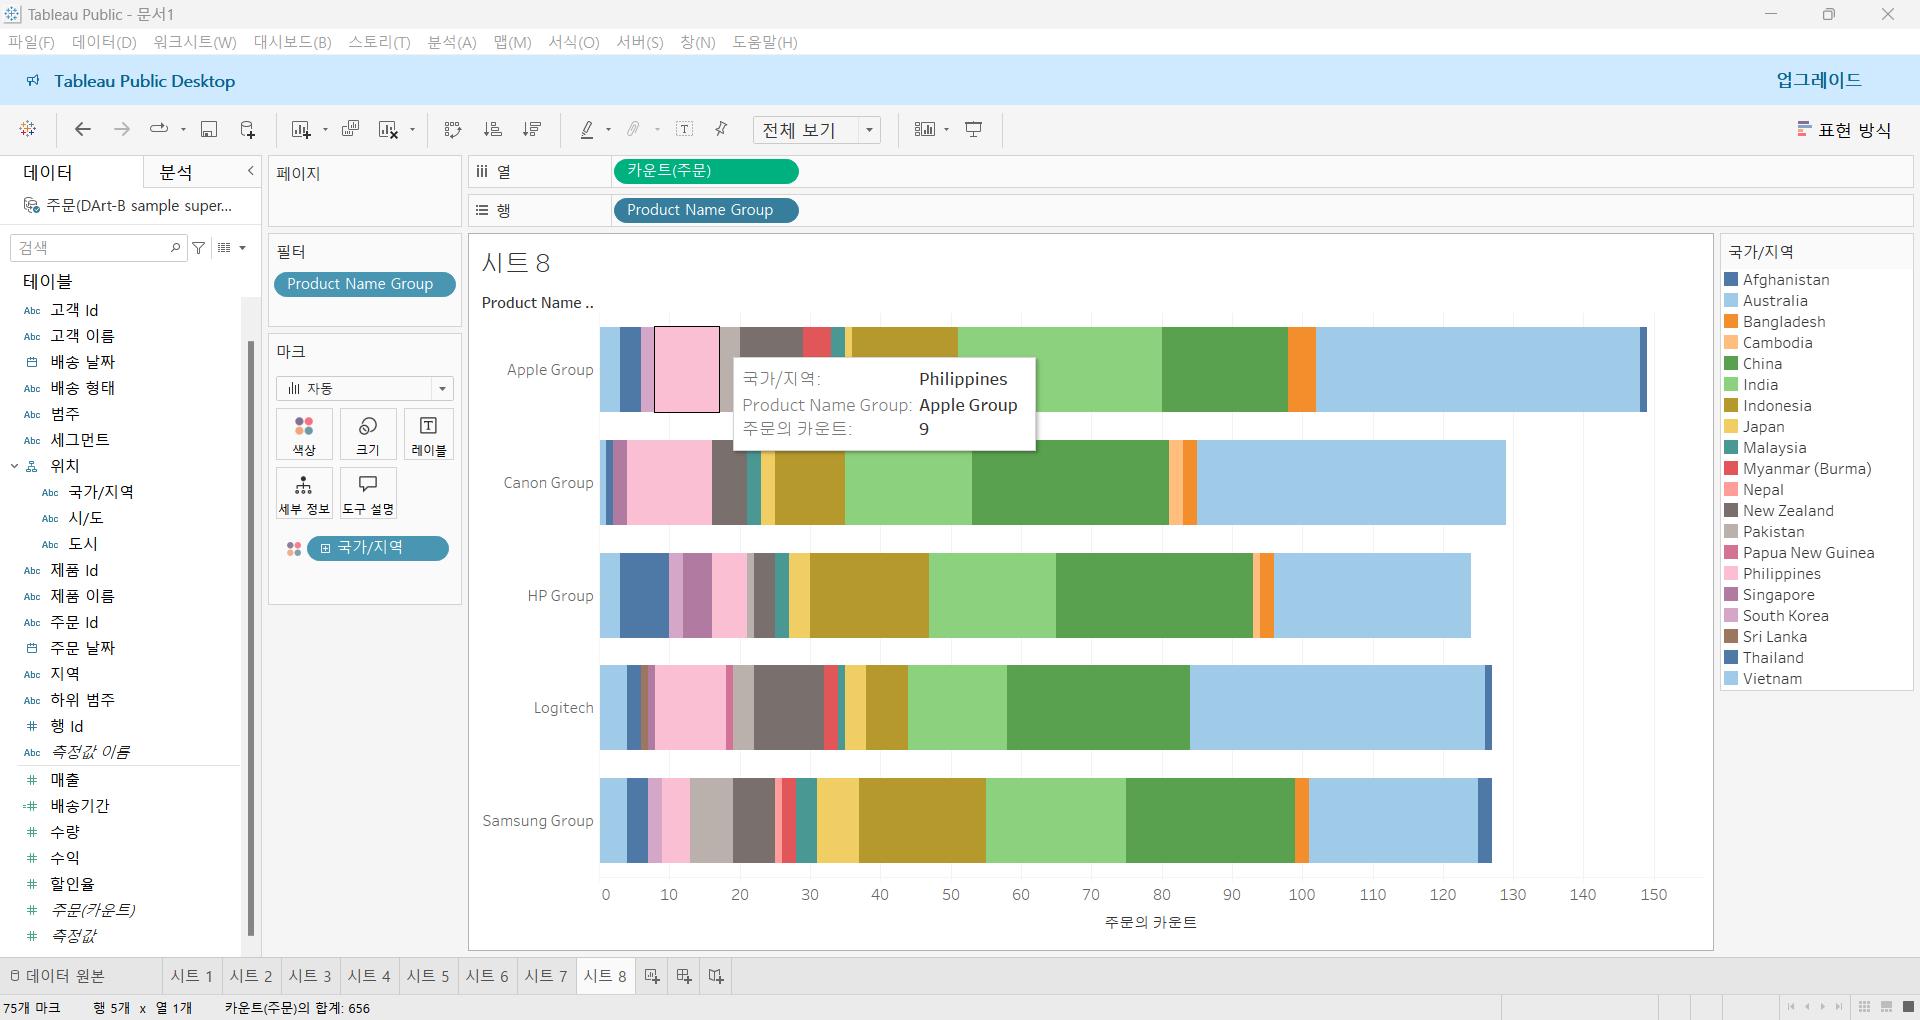 Tableau Public - 문서1
파일(F) 데이터(D) 워크시트(W) 대시보드(B) 스토리(T) 분석(A) 맵(M) 서식(O) 서버(S) 창(N) 도움말(H)
Tableau Public Desktop 업그레이드
전체 보기 표현 방식
데이터 분석
주문(DArt-B sample super...
검색
테이블
Abc 고객 Id
Abc 고객 이름
배송 날짜
Abc 배송 형태
Abc 범주
Abc 세그먼트
위치
Abc 국가/지역
Abc 시/도
Abc 도시
Abc 제품 Id
Abc 제품 이름
Abc 주문 Id
주문 날짜
Abc 지역
Abc 하위 범주
# 행 Id
Abc 측정값 이름
# 매출
=# 배송기간
# 수량
# 수익
# 할인율
# 주문(카운트)
# 측정값
페이지
필터
Product Name Group
마크
자동
색상 크기 레이블
세부 정보 도구 설명
국가/지역
열 카운트(주문)
행 Product Name Group
시트 8
Product Name ..
Apple Group
Canon Group
HP Group
Logitech
Samsung Group
국가/지역: Philippines
Product Name Group: Apple Group
주문의 카운트: 9
0 10 20 30 40 50 60 70 80 90 100 110 120 130 140 150
주문의 카운트
국가/지역
Afghanistan
Australia
Bangladesh
Cambodia
China
India
Indonesia
Japan
Malaysia
Myanmar (Burma)
Nepal
New Zealand
Pakistan
Papua New Guinea
Philippines
Singapore
South Korea
Sri Lanka
Thailand
Vietnam
데이터 원본 시트 1 시트 2 시트 3 시트 4 시트 5 시트 6 시트 7 시트 8
75개 마크 행 5개 x 열 1개 카운트(주문)의 합계: 656